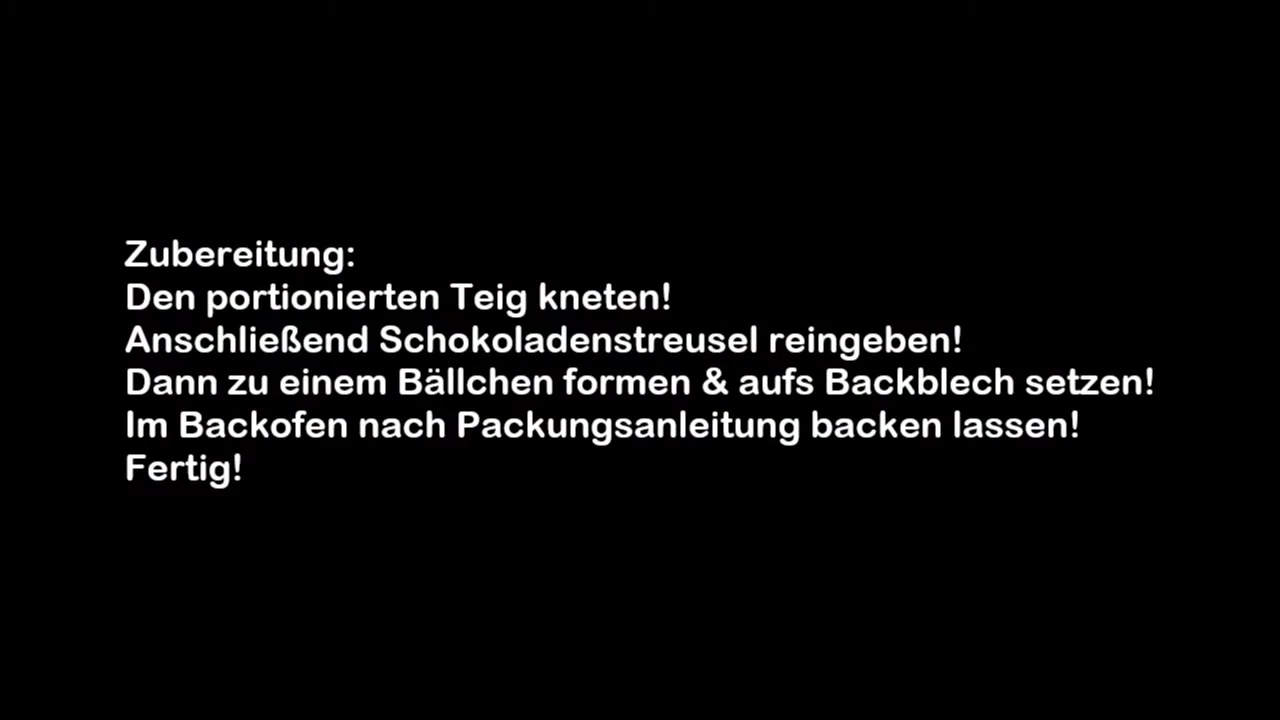 Zubereitung:
Den portionierten Teig kneten!
Anschließend Schokoladenstreusel reingeben!
Dann zu einem Bällchen formen & aufs Backblech setzen!
Im Backofen nach Packungsanleitung backen lassen!
Fertig!